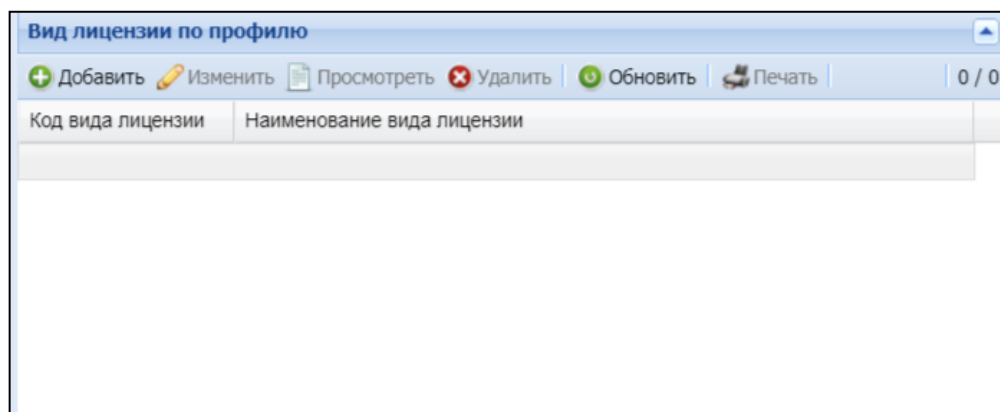 Вид лицензии по профилю
Добавить Изменить Просмотреть Удалить Обновить Печать 0 / 0
Код вида лицензии Наименование вида лицензии